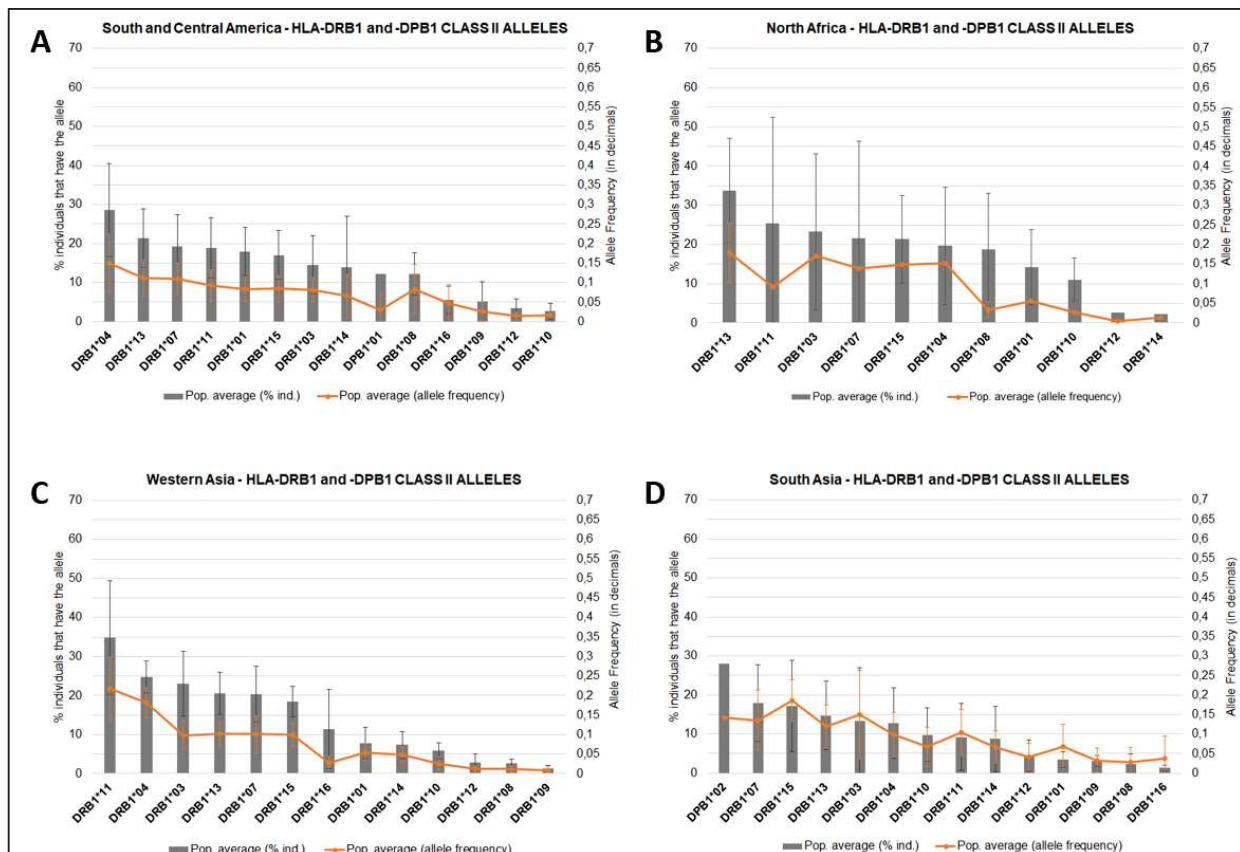 A
South and Central America - HLA-DRB1 and -DPB1 CLASS II ALLELES
% individuals that have the allele
70
60
50
40
30
20
10
0
0,7
0,65
0,6
0,55
0,5
0,45
0,4
0,35
0,3
0,25
0,2
0,15
0,1
0,05
0
Allele Frequency (in decimals)
DRB1*04
DRB1*13
DRB1*07
DRB1*11
DRB1*01
DRB1*15
DRB1*03
DRB1*14
DRB1*01
DRB1*08
DRB1*16
DRB1*09
DRB1*12
DRB1*10
Pop. average (% ind.)
Pop. average (allele frequency)
B
North Africa - HLA-DRB1 and -DPB1 CLASS II ALLELES
% individuals that have the allele
70
60
50
40
30
20
10
0
0,7
0,65
0,6
0,55
0,5
0,45
0,4
0,35
0,3
0,25
0,2
0,15
0,1
0,05
0
Allele Frequency (in decimals)
DRB1*13
DRB1*11
DRB1*03
DRB1*07
DRB1*15
DRB1*04
DRB1*08
DRB1*01
DRB1*10
DRB1*12
DRB1*14
Pop. average (% ind.)
Pop. average (allele frequency)
C
Western Asia - HLA-DRB1 and -DPB1 CLASS II ALLELES
% individuals that have the allele
70
60
50
40
30
20
10
0
0,7
0,65
0,6
0,55
0,5
0,45
0,4
0,35
0,3
0,25
0,2
0,15
0,1
0,05
0
Allele Frequency (in decimals)
DRB1*11
DRB1*04
DRB1*03
DRB1*13
DRB1*07
DRB1*15
DRB1*16
DRB1*01
DRB1*14
DRB1*10
DRB1*12
DRB1*08
DRB1*09
Pop. average (% ind.)
Pop. average (allele frequency)
D
South Asia - HLA-DRB1 and -DPB1 CLASS II ALLELES
% individuals that have the allele
70
60
50
40
30
20
10
0
0,7
0,65
0,6
0,55
0,5
0,45
0,4
0,35
0,3
0,25
0,2
0,15
0,1
0,05
0
Allele Frequency (in decimals)
DPB1*02
DRB1*07
DRB1*15
DRB1*13
DRB1*03
DRB1*04
DRB1*10
DRB1*11
DRB1*14
DRB1*12
DRB1*01
DRB1*09
DRB1*08
DRB1*16
Pop. average (% ind.)
Pop. average (allele frequency)